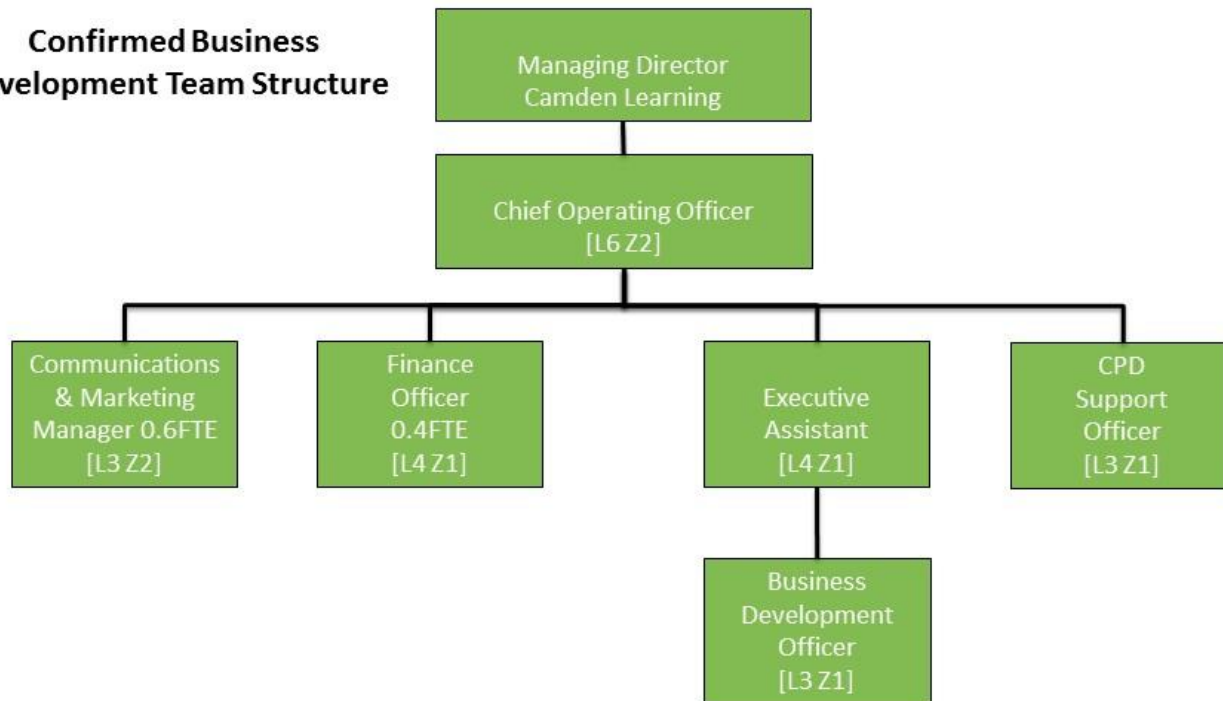 Confirmed Business
velopment Team Structure
Managing Director
Camden Learning
Chief Operating Officer
[L6 Z2]
Communications
& Marketing
Manager 0.6FTE
[L3 Z2]
Finance
Officer
0.4FTE
[L4 Z1]
Executive
Assistant
[L4 Z1]
CPD
Support
Officer
[L3 Z1]
Business
Development
Officer
[L3 Z1]